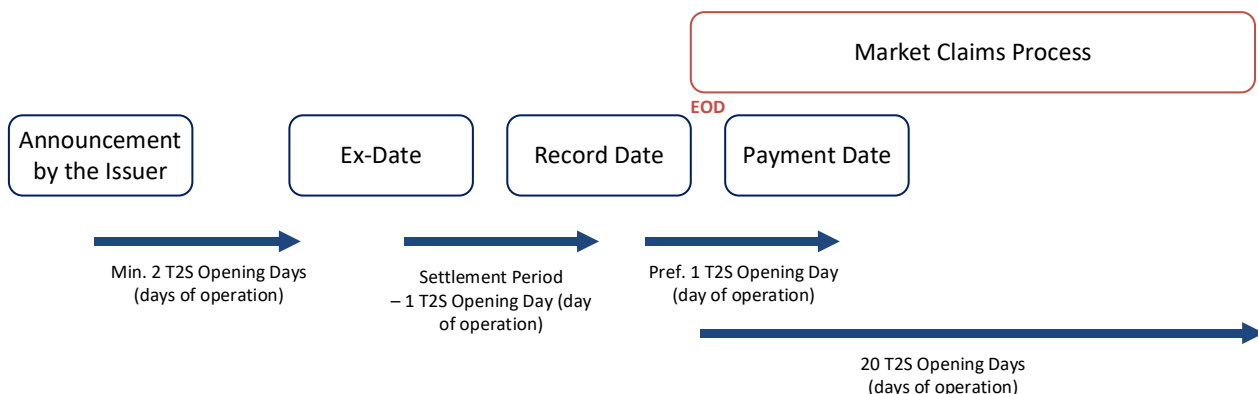 Market Claims Process
EOD
Announcement
by the Issuer
Ex-Date
Record Date
Payment Date
Min. 2 T2S Opening Days
(days of operation)
Settlement Period
– 1 T2S Opening Day (day
of operation)
Pref. 1 T2S Opening Day
(day of operation)
20 T2S Opening Days
(days of operation)